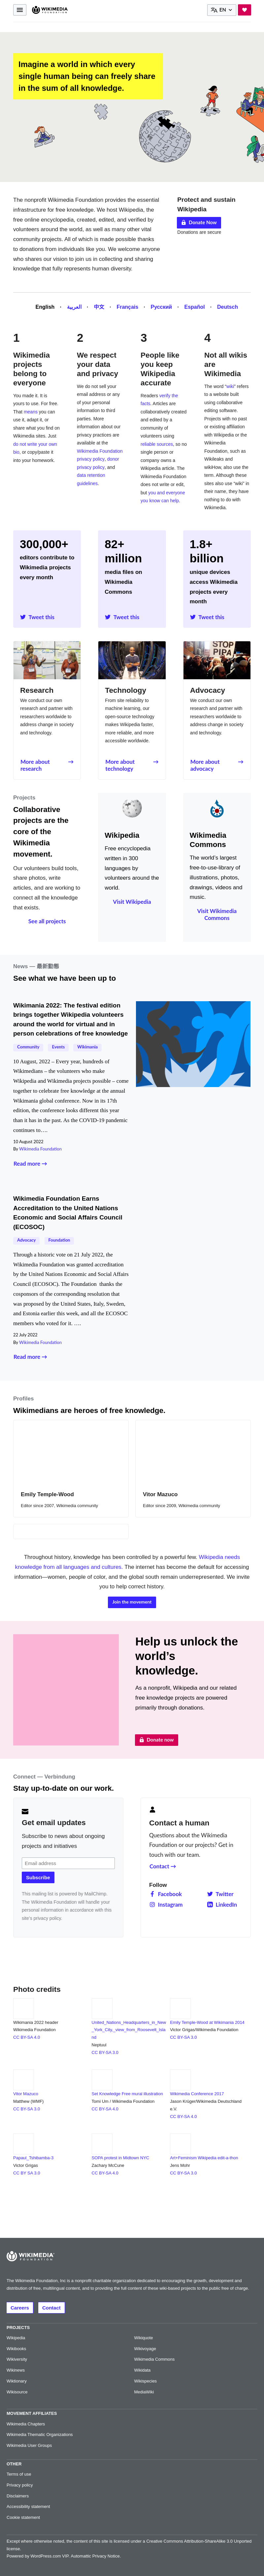 WIKIMEDIA
FOUNDATION
EN
Imagine a world in which every
single human being can freely share
in the sum of all knowledge.
The nonprofit Wikimedia Foundation provides the essential
infrastructure for free knowledge. We host Wikipedia, the
free online encyclopedia, created, edited, and verified by
volunteers around the world, as well as many other vital
community projects. All of which is made possible thanks
to donations from individuals like you. We welcome anyone
who shares our vision to join us in collecting and sharing
knowledge that fully represents human diversity.
Protect and sustain
Wikipedia
Donate Now
Donations are secure
English · العربية · 中文 · Français · Русский · Español · Deutsch
1
Wikimedia
projects
belong to
everyone
You made it. It is
yours to use. For free.
That means you can
use it, adapt it, or
share what you find on
Wikimedia sites. Just
do not write your own
bio, or copy/paste it
into your homework.
2
We respect
your data
and privacy
We do not sell your
email address or any
of your personal
information to third
parties. More
information about our
privacy practices are
available at the
Wikimedia Foundation
privacy policy, donor
privacy policy, and
data retention
guidelines.
3
People like
you keep
Wikipedia
accurate
Readers verify the
facts. Articles are
collaboratively created
and edited by a
community of
volunteers using
reliable sources, so no
single person or
company owns a
Wikipedia article. The
Wikimedia Foundation
does not write or edit,
but you and everyone
you know can help.
4
Not all wikis
are
Wikimedia
The word “wiki” refers
to a website built using
collaborative editing
software. Projects with
no past or existing
affiliation with
Wikipedia or the
Wikimedia
Foundation, such as
Wikileaks and
wikiHow, also use the
term. Although these
sites also use “wiki” in
their name, they have
nothing to do with
Wikimedia.
300,000+
editors contribute to
Wikimedia projects
every month
Tweet this
82+
million
media files on
Wikimedia
Commons
Tweet this
1.8+
billion
unique devices
access Wikimedia
projects every
month
Tweet this
Research
We conduct our own
research and partner with
researchers worldwide to
address change in society
and technology.
More about
research →
Technology
From site reliability to
machine learning, our
open-source technology
makes Wikipedia faster,
more reliable, and more
accessible worldwide.
More about
technology →
Advocacy
We conduct our own
research and partner with
researchers worldwide to
address change in society
and technology.
More about
advocacy →
Projects
Collaborative
projects are the
core of the
Wikimedia
movement.
Our volunteers build tools,
share photos, write
articles, and are working to
connect all the knowledge
that exists.
See all projects
Wikipedia
Free encyclopedia
written in 300
languages by
volunteers around the
world.
Visit Wikipedia
Wikimedia
Commons
The world’s largest
free-to-use library of
illustrations, photos,
drawings, videos and
music.
Visit Wikimedia
Commons
News — 最新動態
See what we have been up to
Wikimania 2022: The festival edition
brings together Wikipedia volunteers
around the world for virtual and in
person celebrations of free knowledge
Community Events Wikimania
10 August, 2022 – Every year, hundreds of
Wikimedians – the volunteers who make
Wikipedia and Wikimedia projects possible – come
together to celebrate free knowledge at the annual
Wikimania global conference. Now in its 17th
edition, the conference looks different this year
than it has in the past. As the COVID-19 pandemic
continues to….
10 August 2022
By Wikimedia Foundation
Read more →
Wikimedia Foundation Earns
Accreditation to the United Nations
Economic and Social Affairs Council
(ECOSOC)
Advocacy Foundation
Through a historic vote on 21 July 2022, the
Wikimedia Foundation was granted accreditation
by the United Nations Economic and Social Affairs
Council (ECOSOC). The Foundation thanks the
cosponsors of the corresponding resolution that
was proposed by the United States, Italy, Sweden,
and Estonia earlier this week, and all the ECOSOC
members who voted for it. ….
22 July 2022
By Wikimedia Foundation
Read more →
Profiles
Wikimedians are heroes of free knowledge.
Emily Temple-Wood
Editor since 2007, Wikimedia community
Vitor Mazuco
Editor since 2009, Wikimedia community
Throughout history, knowledge has been controlled by a powerful few. Wikipedia needs
knowledge from all languages and cultures. The internet has become the default for accessing
information—women, people of color, and the global south remain underrepresented. We invite
you to help correct history.
Join the movement
Help us unlock the
world’s
knowledge.
As a nonprofit, Wikipedia and our related
free knowledge projects are powered
primarily through donations.
Donate now
Connect — Verbindung
Stay up-to-date on our work.
Get email updates
Subscribe to news about ongoing
projects and initiatives
Email address
Subscribe
This mailing list is powered by MailChimp.
The Wikimedia Foundation will handle your
personal information in accordance with this
site’s privacy policy.
Contact a human
Questions about the Wikimedia
Foundation or our projects? Get in
touch with our team.
Contact →
Follow
Facebook Twitter
Instagram LinkedIn
Photo credits
Wikimania 2022 header
Wikimedia Foundation
CC BY-SA 4.0
United_Nations_Headquarters_in_New
_York_City,_view_from_Roosevelt_Isla
nd
Neptuul
CC BY-SA 3.0
Emily Temple-Wood at Wikimania 2014
Victor Grigas/Wikimedia Foundation
CC BY-SA 3.0
Vitor Mazuco
Matthew (WMF)
CC BY-SA 3.0
Set Knowledge Free mural illustration
Tomi Um / Wikimedia Foundation
CC BY-SA 4.0
Wikimedia Conference 2017
Jason Krüger/Wikimedia Deutschland
e.V.
CC BY-SA 4.0
Papaul_Tshibamba-3
Victor Grigas
CC BY SA 3.0
SOPA protest in Midtown NYC
Zachary McCune
CC BY-SA 4.0
Art+Feminism Wikipedia edit-a-thon
Jens Mohr
CC BY-SA 3.0
WIKIMEDIA
FOUNDATION
The Wikimedia Foundation, Inc is a nonprofit charitable organization dedicated to encouraging the growth, development and
distribution of free, multilingual content, and to providing the full content of these wiki-based projects to the public free of charge.
Careers Contact
PROJECTS
Wikipedia
Wikibooks
Wikiversity
Wikinews
Wiktionary
Wikisource
Wikiquote
Wikivoyage
Wikimedia Commons
Wikidata
Wikispecies
MediaWiki
MOVEMENT AFFILIATES
Wikimedia Chapters
Wikimedia Thematic Organizations
Wikimedia User Groups
OTHER
Terms of use
Privacy policy
Disclaimers
Accessibility statement
Cookie statement
Except where otherwise noted, the content of this site is licensed under a Creative Commons Attribution-ShareAlike 3.0 Unported
license
Powered by WordPress.com VIP. Automattic Privacy Notice.